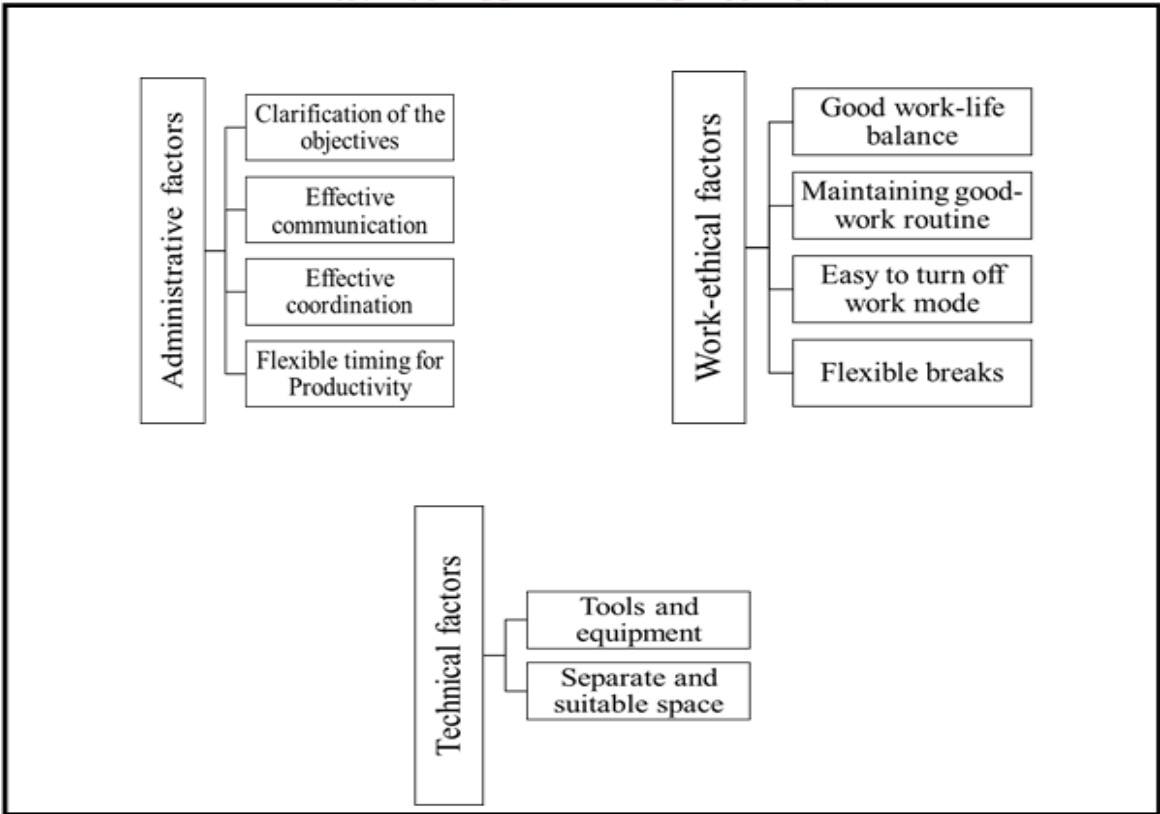 Administrative factors
Clarification of the
objectives
Effective
communication
Effective
coordination
Flexible timing for
Productivity
Work-ethical factors
Good work-life
balance
Maintaining good-
work routine
Easy to turn off
work mode
Flexible breaks
Technical factors
Tools and
equipment
Separate and
suitable space